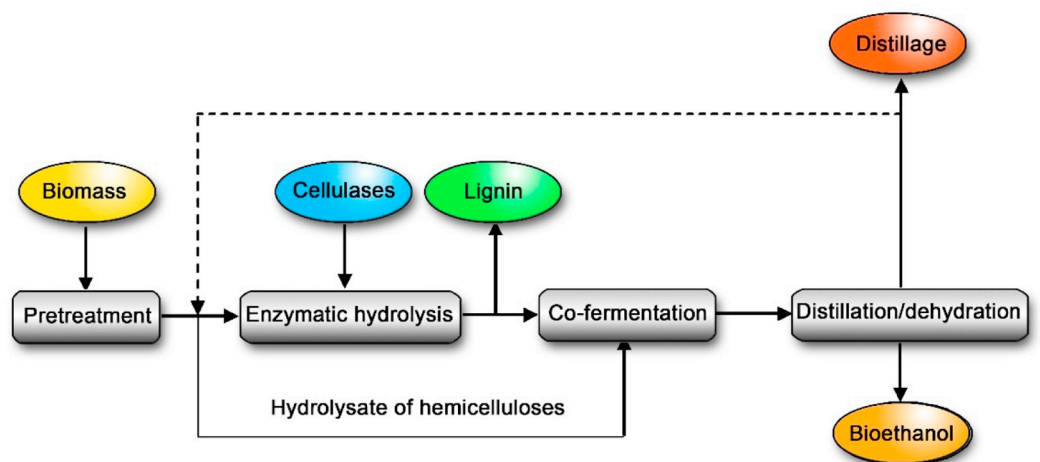 Distillage
Biomass
Cellulases
Lignin
Pretreatment
Enzymatic hydrolysis
Co-fermentation
Distillation/dehydration
Hydrolysate of hemicelluloses
Bioethanol